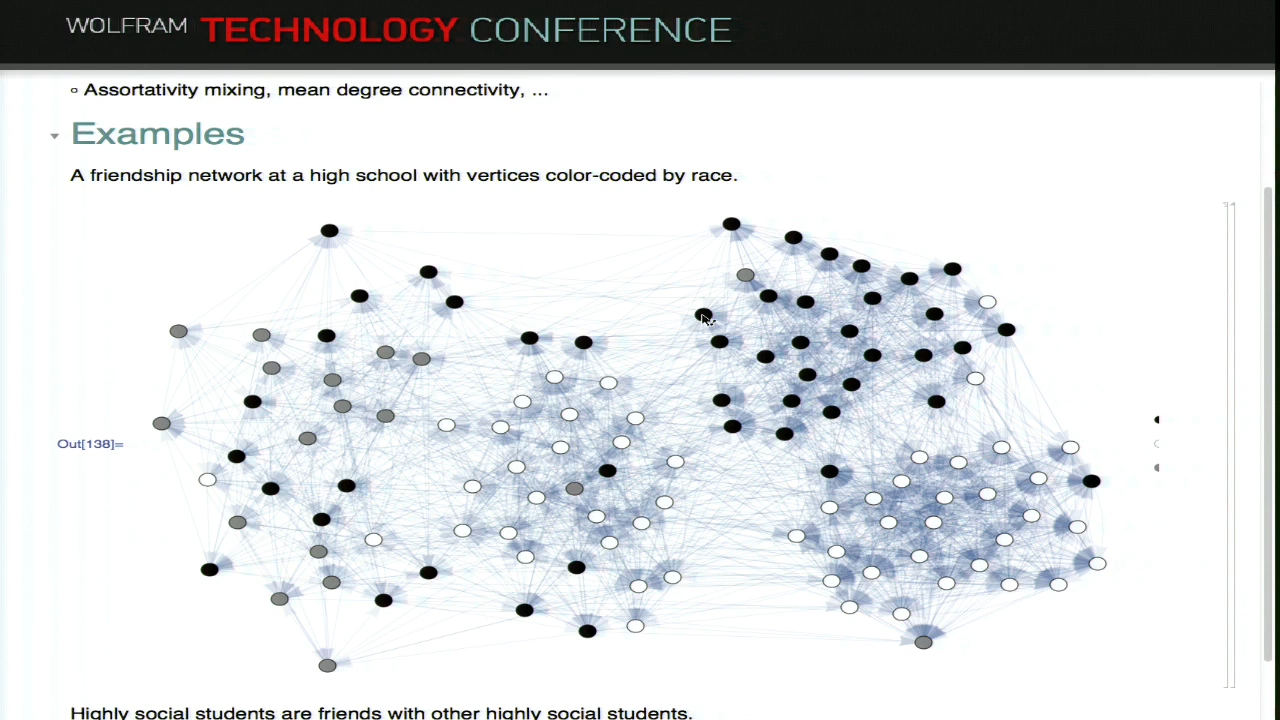 WOLFRAM TECHNOLOGY CONFERENCE
Assortativity mixing, mean degree connectivity, ...
Examples
A friendship network at a high school with vertices color-coded by race.
Out[138]=
Highly social students are friends with other highly social students.